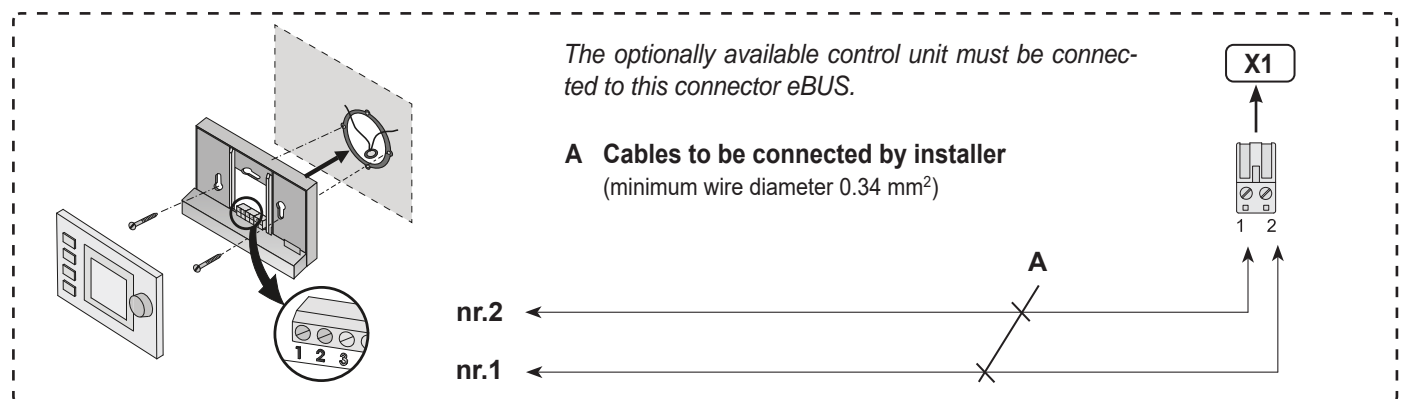 The optionally available control unit must be connec-
ted to this connector eBUS.
X1
A Cables to be connected by installer
(minimum wire diameter 0.34 mm²)
1 2
A
nr.2
nr.1
1 2 3